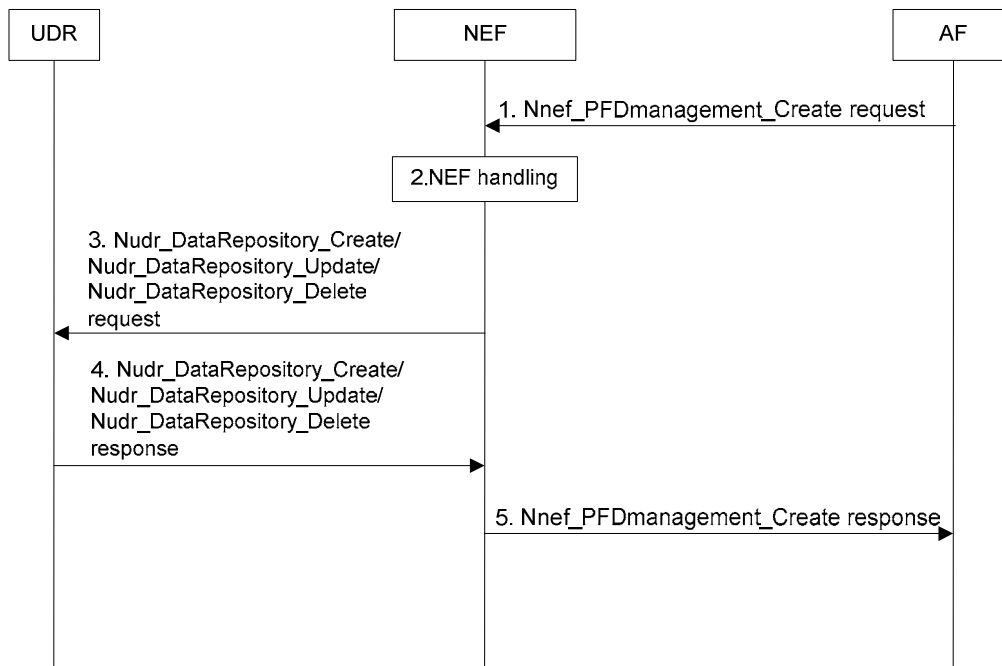 UDR
NEF
AF
1. Nnef_PFDmanagement_Create request
2.NEF handling
3. Nudr_DataRepository_Create/
Nudr_DataRepository_Update/
Nudr_DataRepository_Delete
request
4. Nudr_DataRepository_Create/
Nudr_DataRepository_Update/
Nudr_DataRepository_Delete
response
5. Nnef_PFDmanagement_Create response